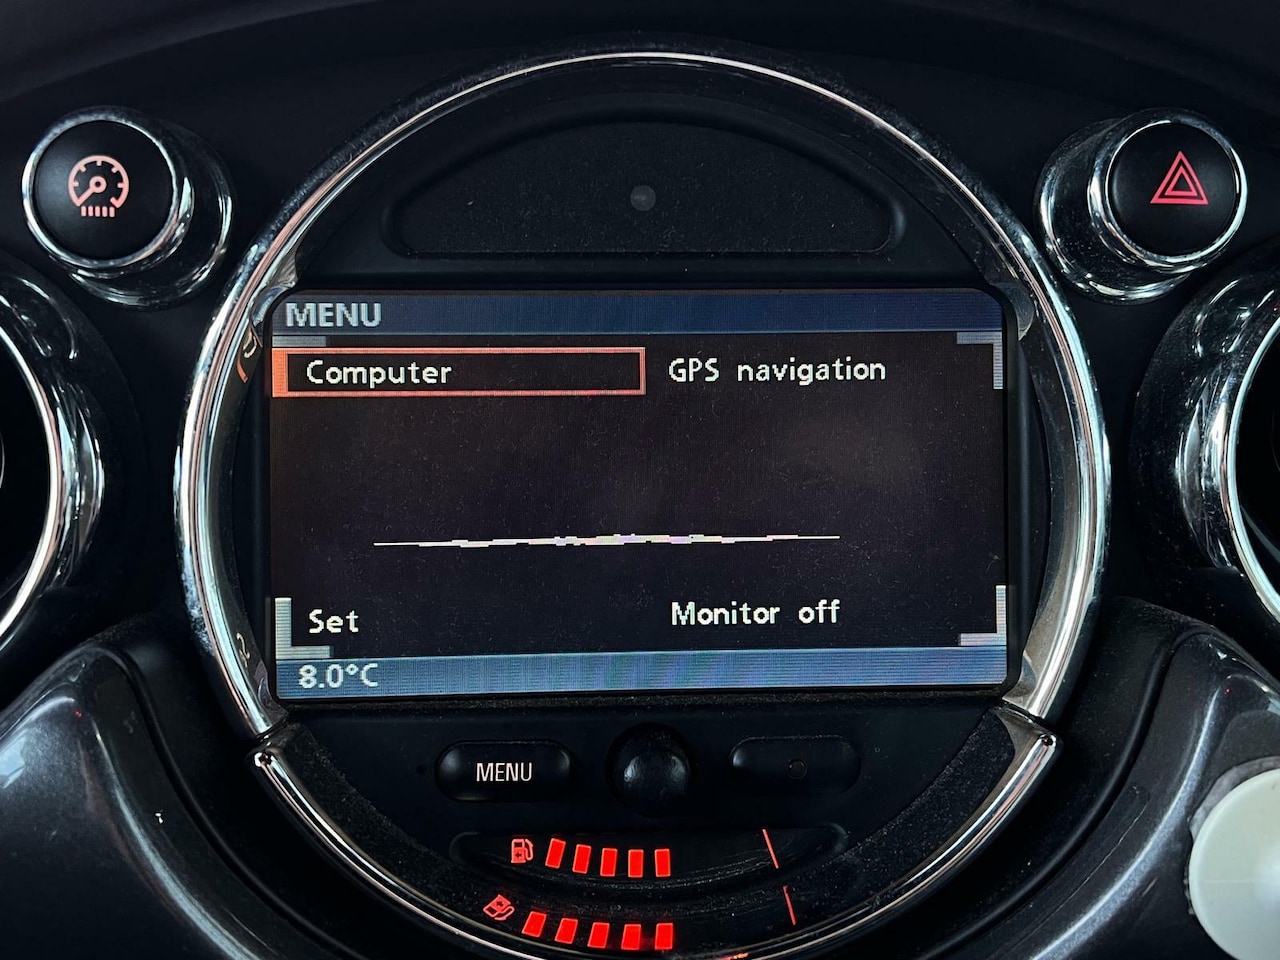 MENU
Computer
GPS navigation
Set
Monitor off
8.0°C
MENU